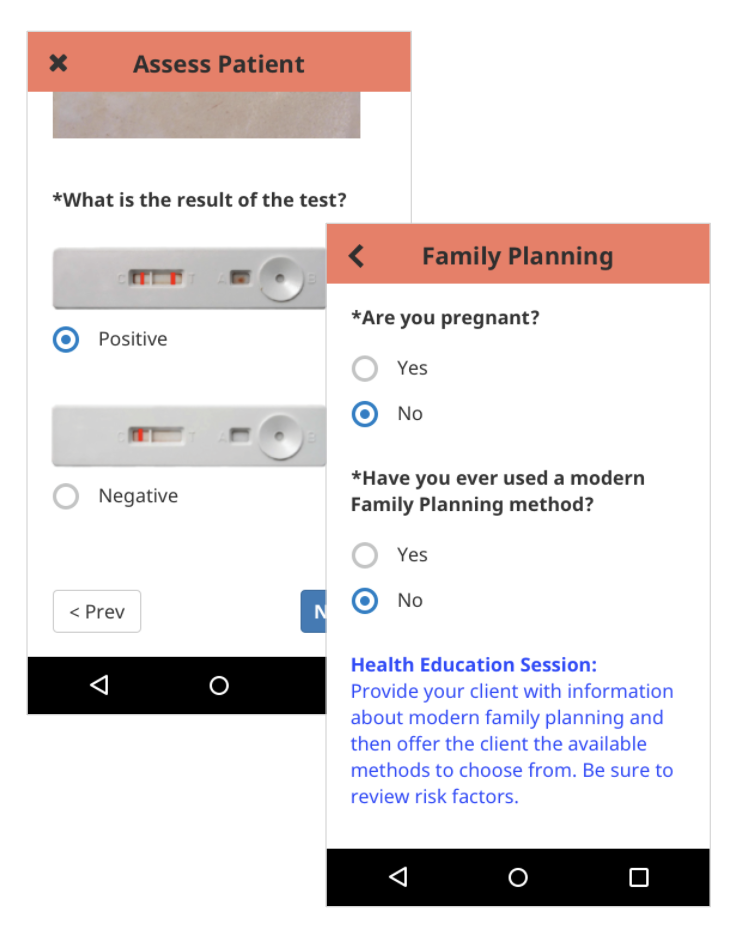 Assess Patient
*What is the result of the test?
C T A B
Positive
C T A B
Negative
< Prev
N
Family Planning
*Are you pregnant?
Yes
No
*Have you ever used a modern
Family Planning method?
Yes
No
Health Education Session:
Provide your client with information
about modern family planning and
then offer the client the available
methods to choose from. Be sure to
review risk factors.